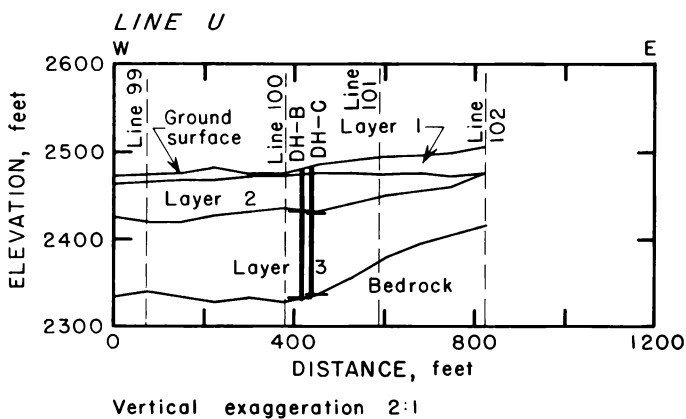 LINE U
W
E
2600
2500
2400
2300
ELEVATION, feet
Line 99
Ground
surface
Line 100
DH-B
DH-C
Line
101
Layer 1
Line
102
Layer 2
Layer 3
Bedrock
0
400
800
1200
DISTANCE, feet
Vertical exaggeration 2:1